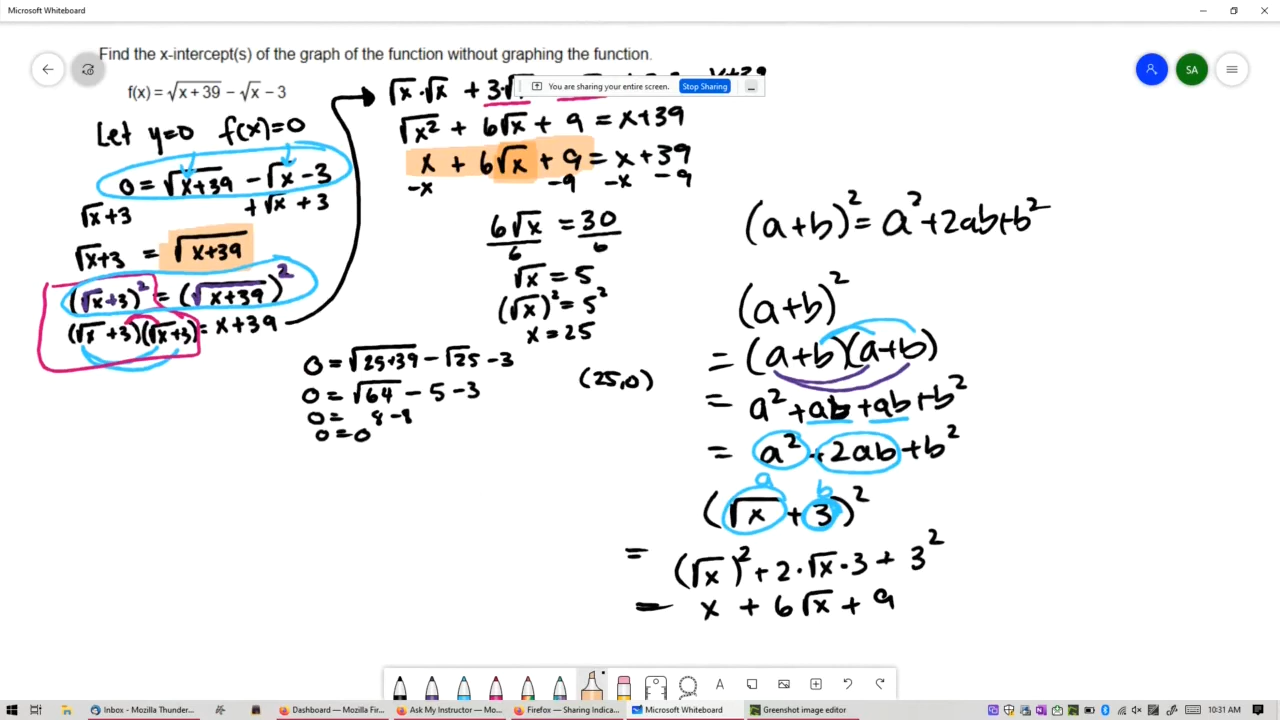 Microsoft Whiteboard
Find the x-intercept(s) of the graph of the function without graphing the function.
SA
f(x) = √(x + 39) − √x − 3
You are sharing your entire screen. Stop Sharing
Let y=0 f(x)=0
0 = √(x+39) − √x − 3
√x + 3 + √x + 3
√x+3 = √(x+39)
(√x+3)² = (√(x+39))²
(√x +3)(√x+3) = x+39
√x·√x + 3·√
x+39
√x² + 6√x + 9 = x+39
x + 6√x + 9 = x + 39
−x −9 −x −9
6√x = 30
6 6
√x = 5
(√x)² = 5²
x = 25
0 = √(25+39) − √25 − 3
0 = √64 − 5 − 3
0 = 8 − 8
0 = 0
(25,0)
(a+b)² = a² + 2ab + b²
(a+b)²
= (a+b)(a+b)
= a² + ab + ab + b²
= a² + 2ab + b²
a b
(√x + 3)²
= (√x)² + 2·√x·3 + 3²
= x + 6√x + 9
A
Inbox - Mozilla Thunder...
Dashboard — Mozilla Fir...
Ask My Instructor — Mo...
Firefox — Sharing Indica...
Microsoft Whiteboard
Greenshot image editor
10:31 AM